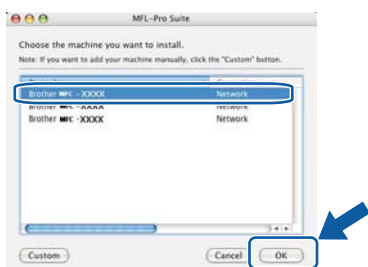 MFL-Pro Suite
Choose the machine you want to install.
Note: If you want to add your machine manually, click the "Custom" button.
Brother MFC - XXXX Network
Brother MFC - XXXX Network
Brother MFC - XXXX Network
Custom Cancel OK